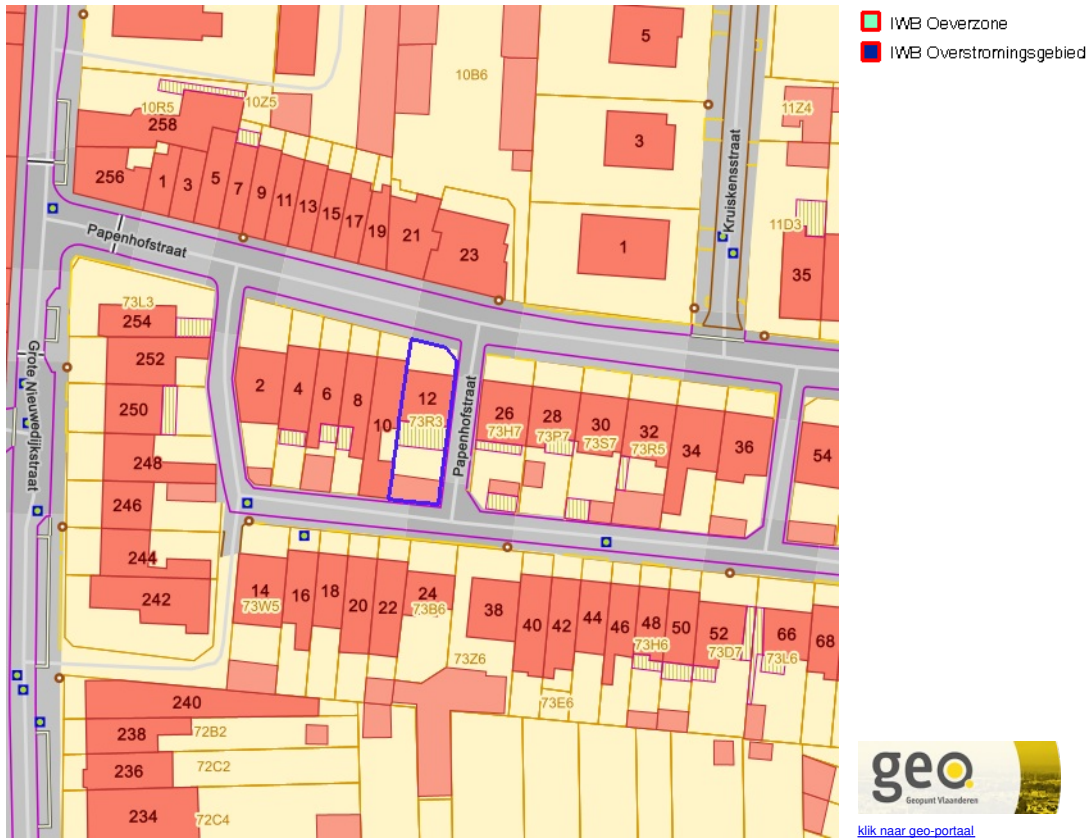 IWB Oeverzone
IWB Overstromingsgebied
5
10B6
11Z4
10R5
10Z5
258
3
Kruiskensstraat
256
1
3
5
7
9
11
13
15
17
19
21
23
1
11D3
35
Papenhofstraat
73L3
254
252
250
248
246
244
242
Grote Nieuwedijkstraat
2
4
6
8
10
12
73R3
Papenhofstraat
26
73H7
28
73P7
30
73S7
32
73R5
34
36
54
14
73W5
16
18
20
22
24
73B6
38
40
42
44
46
48
73H6
50
52
73D7
66
73L6
68
73Z6
73E6
240
238
72B2
236
72C2
234
72C4
geo
Geopunt Vlaanderen
klik naar geo-portaal